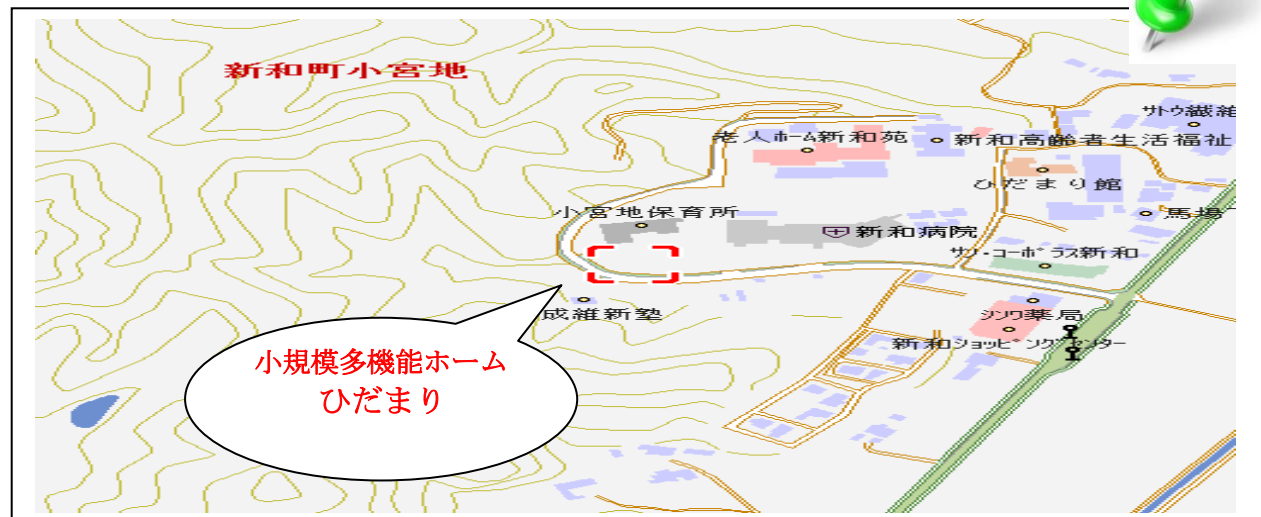 新和町小宮地
サトウ繊維
老人ホーム新和苑
新和高齢者生活福祉
ひだまり館
小宮地保育所
馬場
新和病院
サン・コーポラス新和
成維新塾
シンワ薬局
新和ショッピングセンター
小規模多機能ホーム
ひだまり